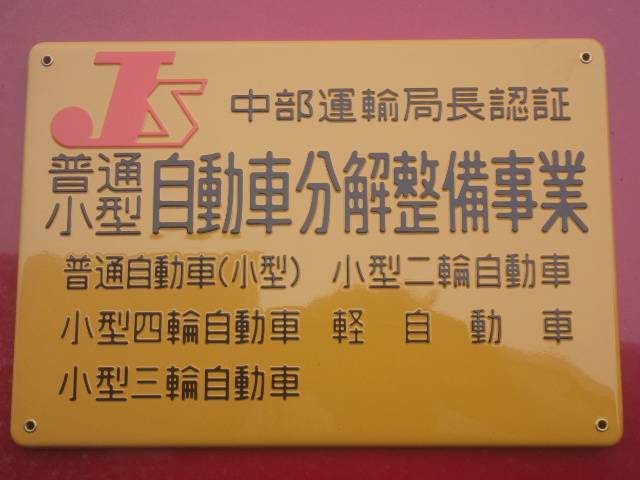 JS 中部運輸局長認証
普通
小型 自動車分解整備事業
普通自動車(小型) 小型二輪自動車
小型四輪自動車 軽自動車
小型三輪自動車